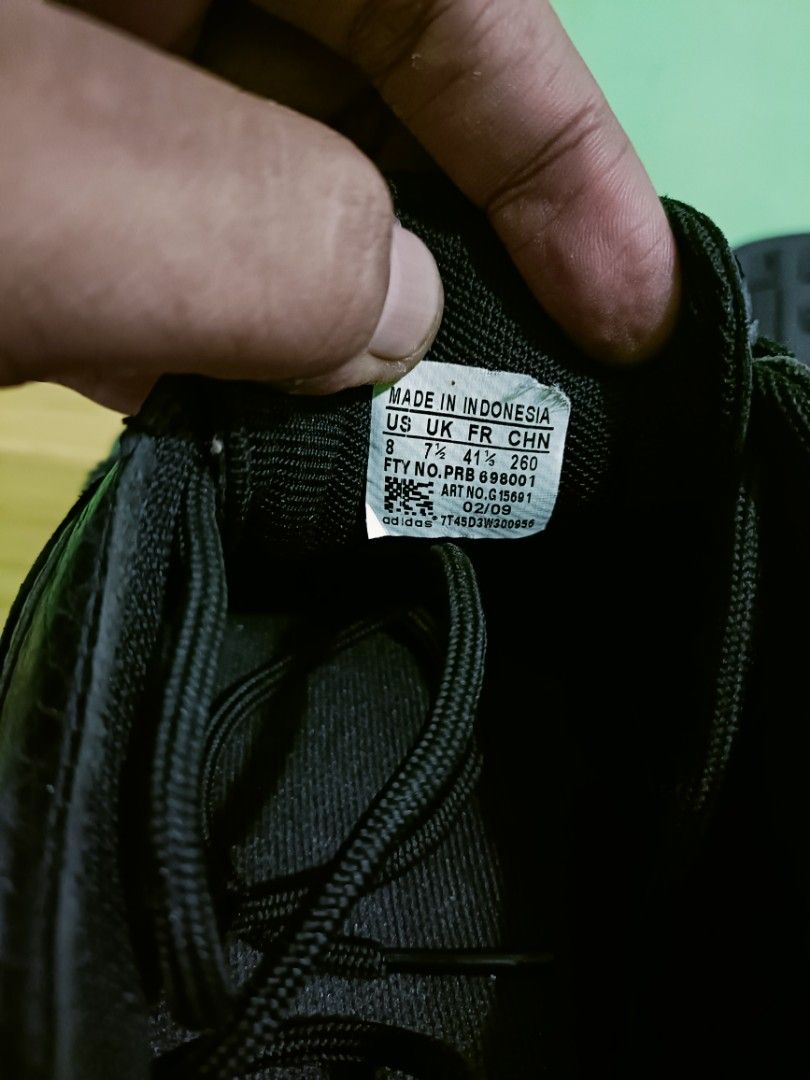 MADE IN INDONESIA
US UK FR CHN
8 7½ 41⅓ 260
FTY NO.PRB 698001
ART NO.G15691
02/09
adidas® 7T45D3W300956